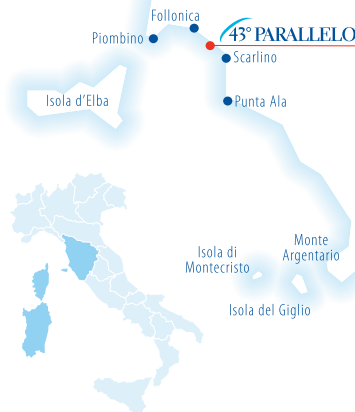 Follonica
43° PARALLELO
Piombino
Scarlino
Isola d'Elba
Punta Ala
Isola di
Montecristo
Monte
Argentario
Isola del Giglio